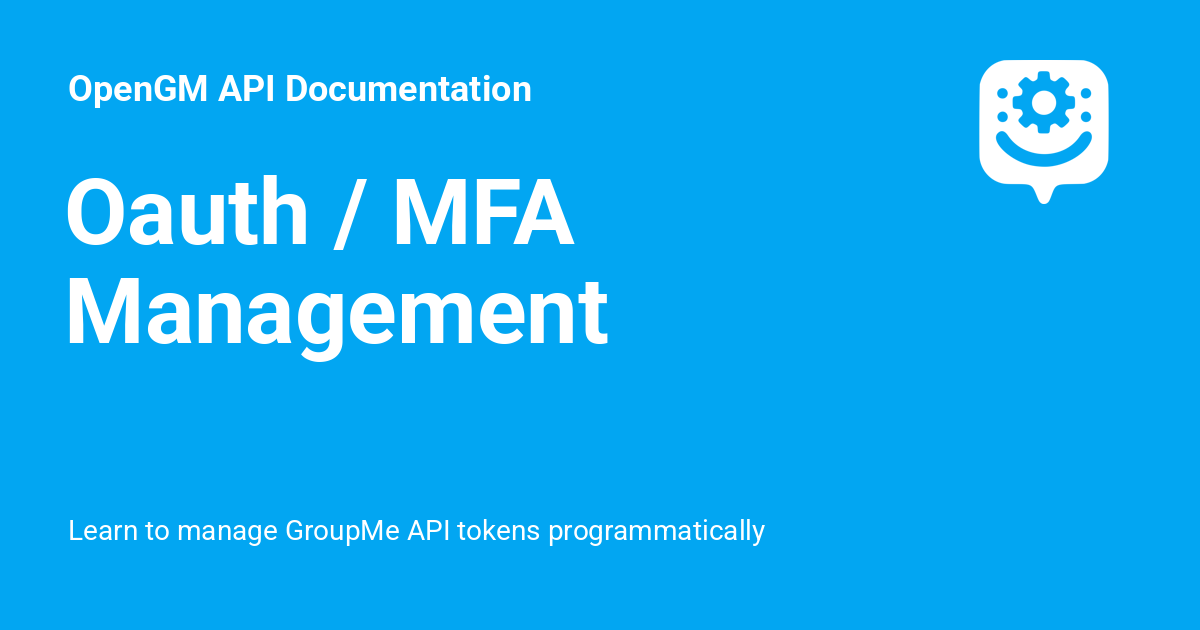 OpenGM API Documentation
Oauth / MFA
Management
Learn to manage GroupMe API tokens programmatically